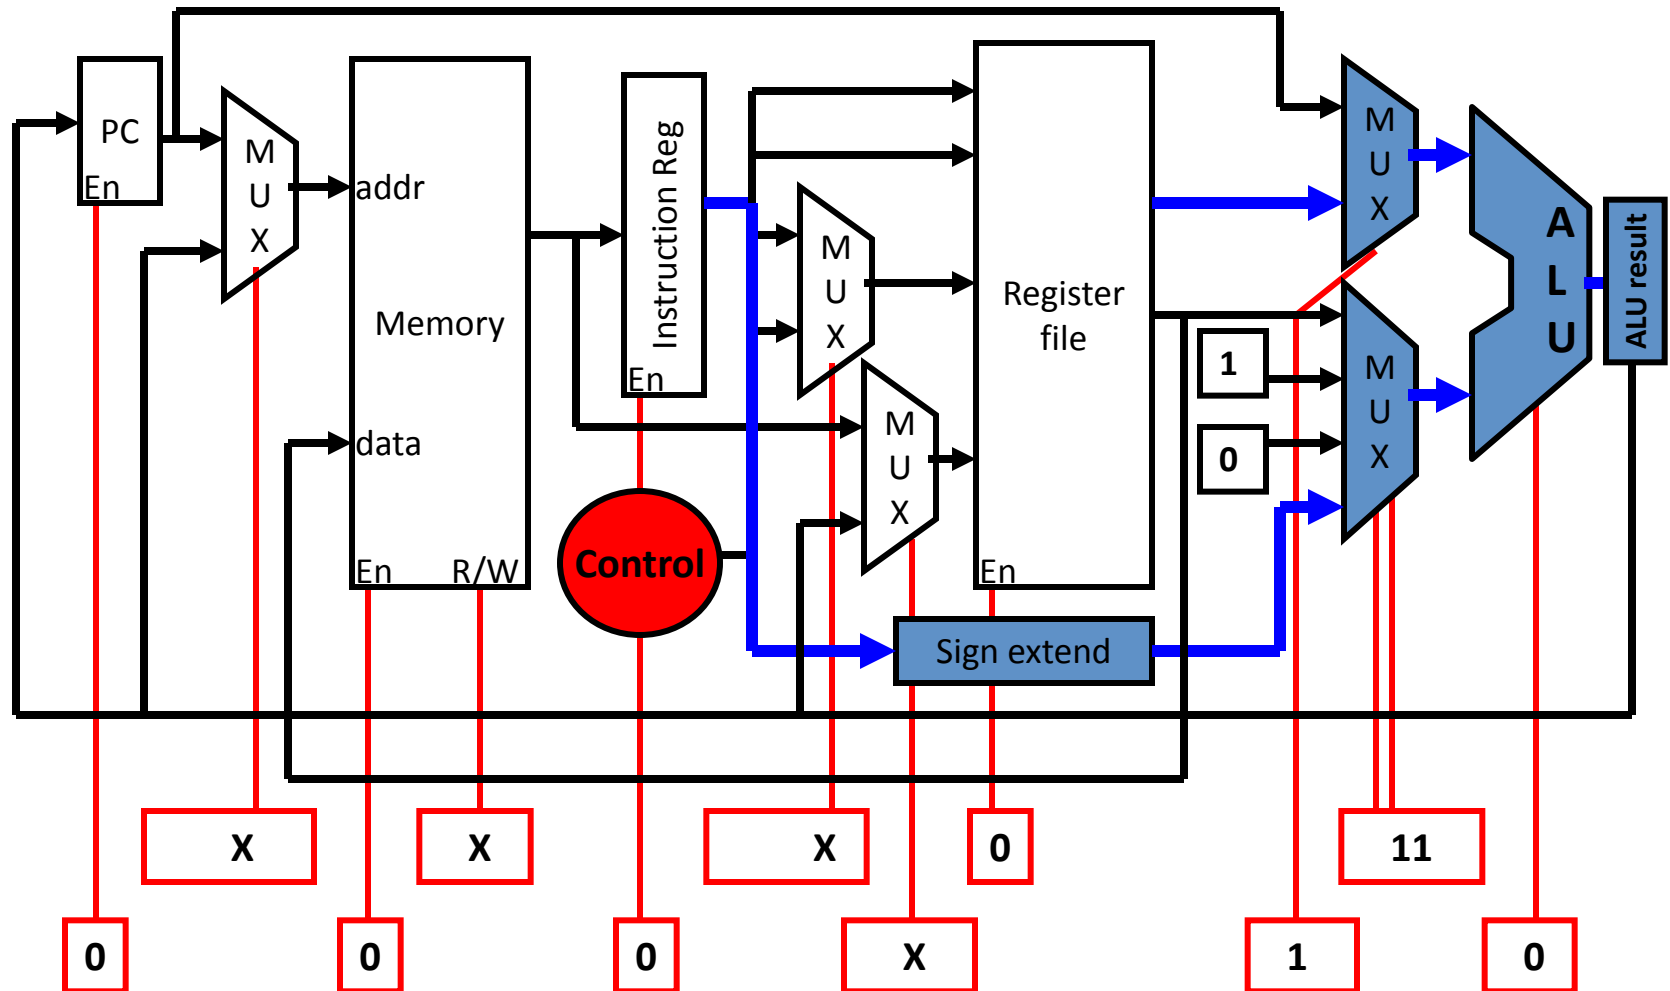 PC
En
M
U
X
addr
Memory
data
En
R/W
Instruction Reg
En
Control
M
U
X
M
U
X
Register
file
En
Sign extend
1
0
M
U
X
M
U
X
A
L
U
ALU result
X
X
X
0
11
0
0
0
X
1
0